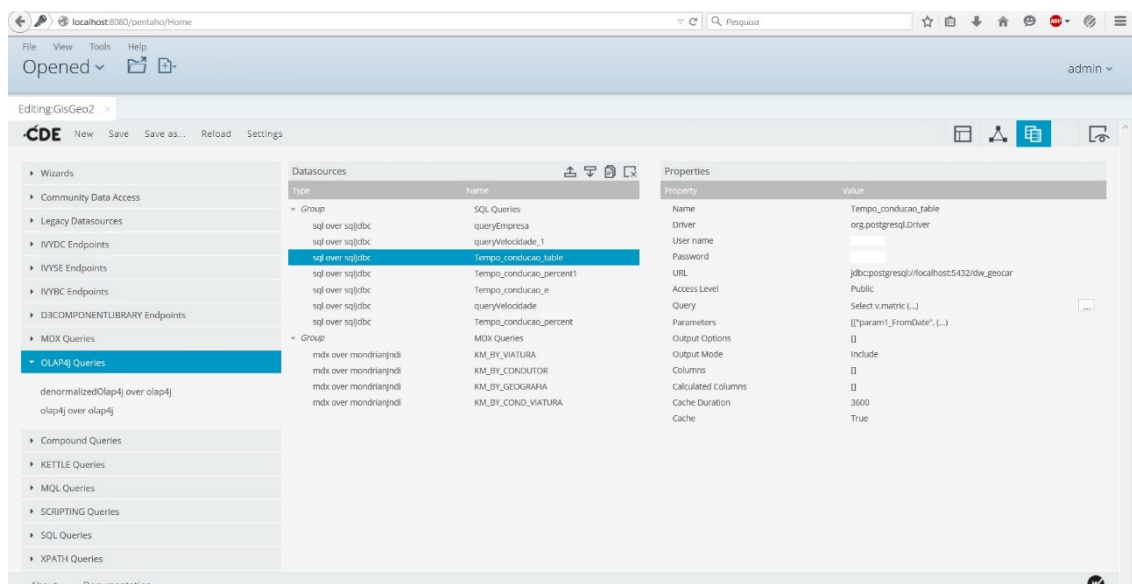 localhost:8080/pentaho/Home
Pesquisa
ABP
File View Tools Help
Opened
admin
Editing:GisGeo2
CDE New Save Save as... Reload Settings
Wizards
Community Data Access
Legacy Datasources
IVYDC Endpoints
IVYSE Endpoints
IVYBC Endpoints
D3COMPONENTLIBRARY Endpoints
MDX Queries
OLAP4J Queries
denormalizedOlap4j over olap4j
olap4j over olap4j
Compound Queries
KETTLE Queries
MQL Queries
SCRIPTING Queries
SQL Queries
XPATH Queries
Datasources
Type Name
Group SQL Queries
sql over sqljdbc queryEmpresa
sql over sqljdbc queryVelocidade_1
sql over sqljdbc Tempo_conducao_table
sql over sqljdbc Tempo_conducao_percent1
sql over sqljdbc Tempo_conducao_e
sql over sqljdbc queryVelocidade
sql over sqljdbc Tempo_conducao_percent
Group MDX Queries
mdx over mondrianjndi KM_BY_VIATURA
mdx over mondrianjndi KM_BY_CONDUTOR
mdx over mondrianjndi KM_BY_GEOGRAFIA
mdx over mondrianjndi KM_BY_COND_VIATURA
Properties
Property Value
Name Tempo_conducao_table
Driver org.postgresql.Driver
User name
Password
URL jdbc:postgresql://localhost:5432/dw_geocar
Access Level Public
Query Select v.matric (...) ...
Parameters [["param1_FromDate", (...)
Output Options []
Output Mode Include
Columns []
Calculated Columns []
Cache Duration 3600
Cache True
About Documentation